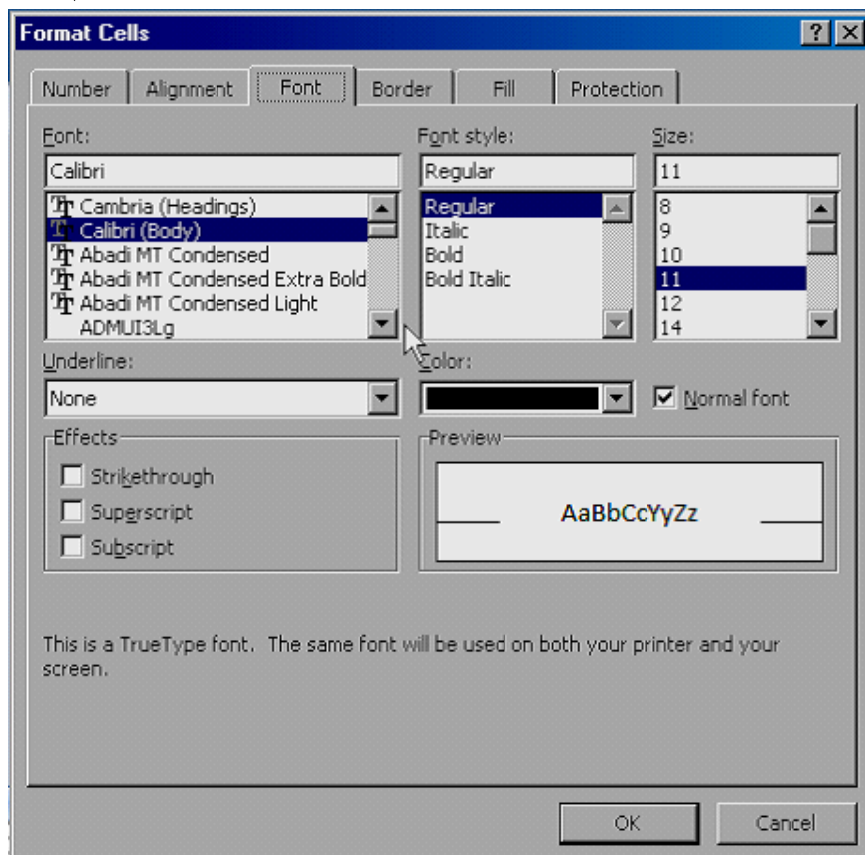 Format Cells
Number Alignment Font Border Fill Protection
Font: Font style: Size:
Calibri Regular 11
Cambria (Headings) Regular 8
Calibri (Body) Italic 9
Abadi MT Condensed Bold 10
Abadi MT Condensed Extra Bold Bold Italic 11
Abadi MT Condensed Light 12
ADMUI3Lg 14
Underline: Color:
None Normal font
Effects Preview
Strikethrough
Superscript AaBbCcYyZz
Subscript
This is a TrueType font. The same font will be used on both your printer and your
screen.
OK Cancel